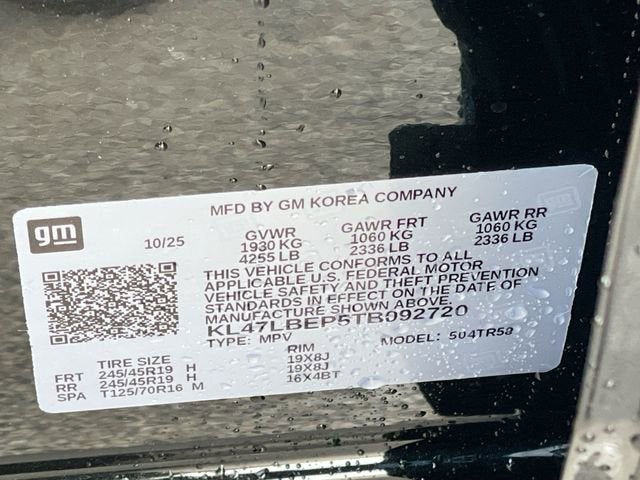 MFD BY GM KOREA COMPANY
gm
10/25
GVWR GAWR FRT GAWR RR
1930 KG 1060 KG 1060 KG
4255 LB 2336 LB 2336 LB
THIS VEHICLE CONFORMS TO ALL
APPLICABLE U.S. FEDERAL MOTOR
VEHICLE SAFETY AND THEFT PREVENTION
STANDARDS IN EFFECT ON THE DATE OF
MANUFACTURE SHOWN ABOVE.
KL47LBEP5TB092720
TYPE: MPV MODEL: 504TR58
TIRE SIZE RIM
FRT 245/45R19 H 19X8J
RR 245/45R19 H 19X8J
SPA T125/70R16 M 16X4BT